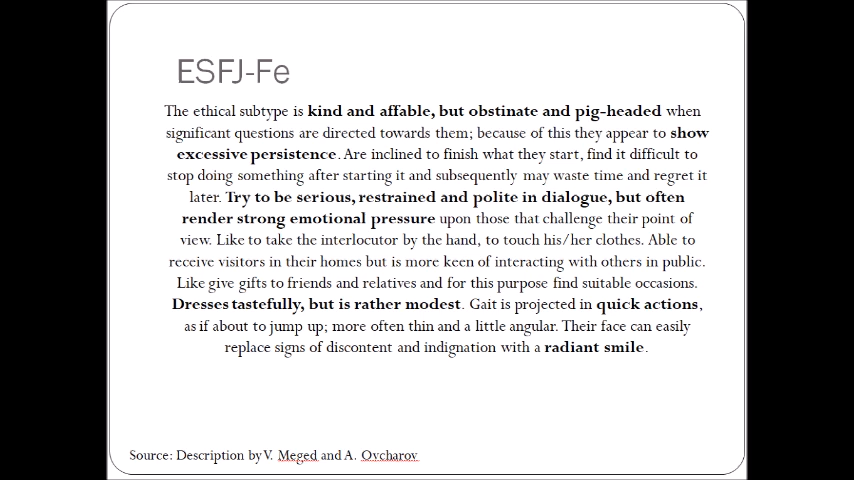 ESFJ-Fe
The ethical subtype is kind and affable, but obstinate and pig-headed when
significant questions are directed towards them; because of this they appear to show
excessive persistence. Are inclined to finish what they start, find it difficult to
stop doing something after starting it and subsequently may waste time and regret it
later. Try to be serious, restrained and polite in dialogue, but often
render strong emotional pressure upon those that challenge their point of
view. Like to take the interlocutor by the hand, to touch his/her clothes. Able to
receive visitors in their homes but is more keen of interacting with others in public.
Like give gifts to friends and relatives and for this purpose find suitable occasions.
Dresses tastefully, but is rather modest. Gait is projected in quick actions,
as if about to jump up; more often thin and a little angular. Their face can easily
replace signs of discontent and indignation with a radiant smile.
Source: Description by V. Meged and A. Ovcharov